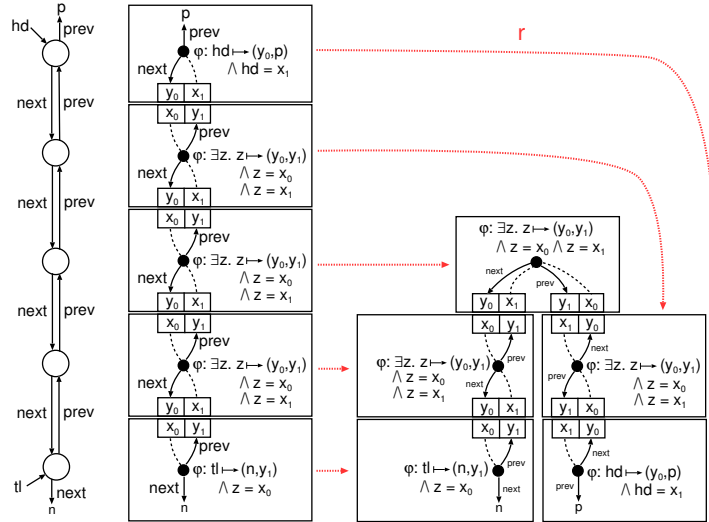 p
hd
prev
next
prev
next
prev
next
prev
next
prev
tl
next
n
p
prev
φ: hd ↦ (y₀,p)
∧ hd = x₁
next
y₀ x₁
x₀ y₁
prev
φ: ∃z. z ↦ (y₀,y₁)
∧ z = x₀
∧ z = x₁
next
y₀ x₁
x₀ y₁
prev
φ: ∃z. z ↦ (y₀,y₁)
∧ z = x₀
∧ z = x₁
next
y₀ x₁
x₀ y₁
prev
φ: ∃z. z ↦ (y₀,y₁)
∧ z = x₀
∧ z = x₁
next
y₀ x₁
x₀ y₁
prev
φ: tl ↦ (n,y₁)
∧ z = x₀
next
n
r
φ: ∃z. z ↦ (y₀,y₁)
∧ z = x₀ ∧ z = x₁
next
prev
y₀ x₁
y₁ x₀
x₀ y₁
φ: ∃z. z ↦ (y₀,y₁)
∧ z = x₀
∧ z = x₁
prev
next
y₀ x₁
x₀ y₁
φ: tl ↦ (n,y₁)
∧ z = x₀
prev
next
n
x₁ y₀
next
φ: ∃z. z ↦ (y₀,y₁)
∧ z = x₀
∧ z = x₁
prev
y₁ x₀
x₁ y₀
next
φ: hd ↦ (y₀,p)
∧ hd = x₁
prev
p